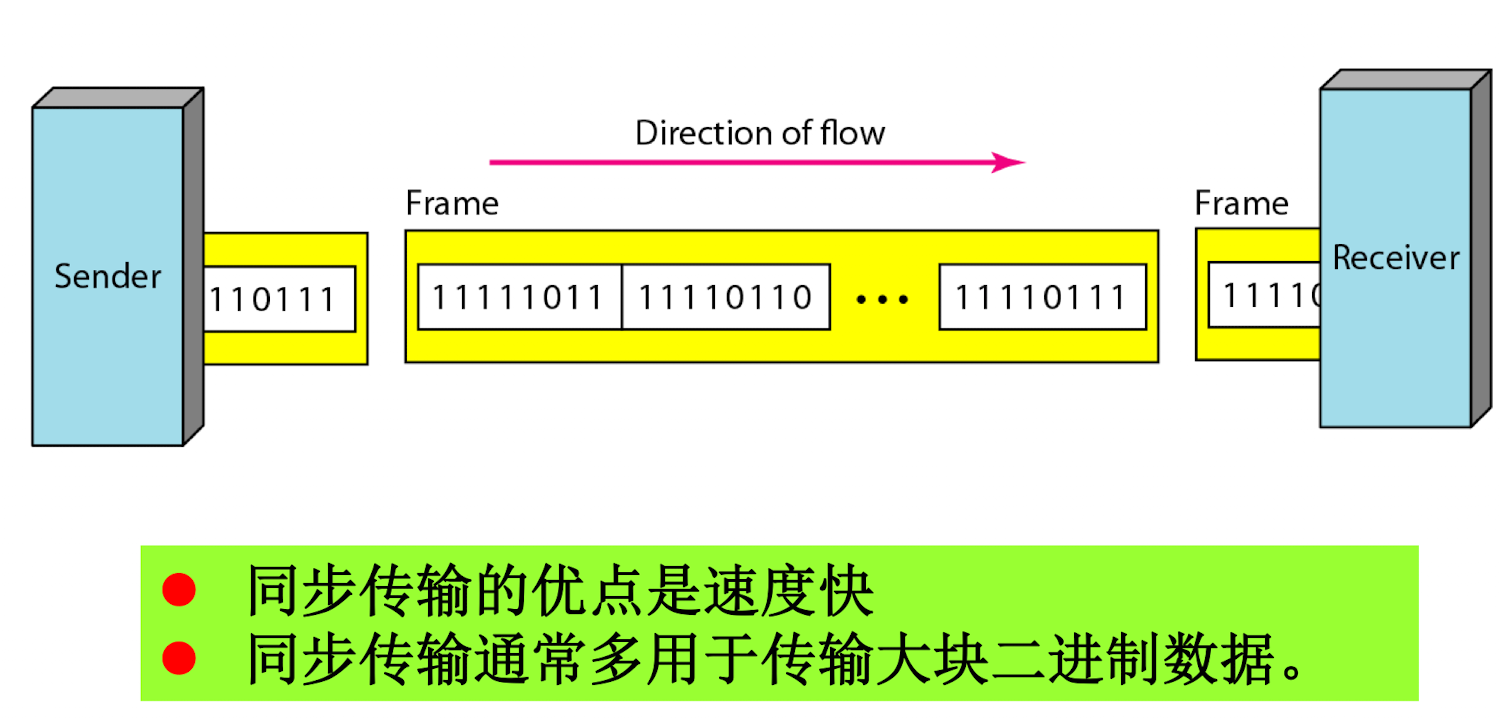 Direction of flow
Frame
Frame
Sender
110111
11111011
11110110
...
11110111
11110
Receiver
同步传输的优点是速度快
同步传输通常多用于传输大块二进制数据。